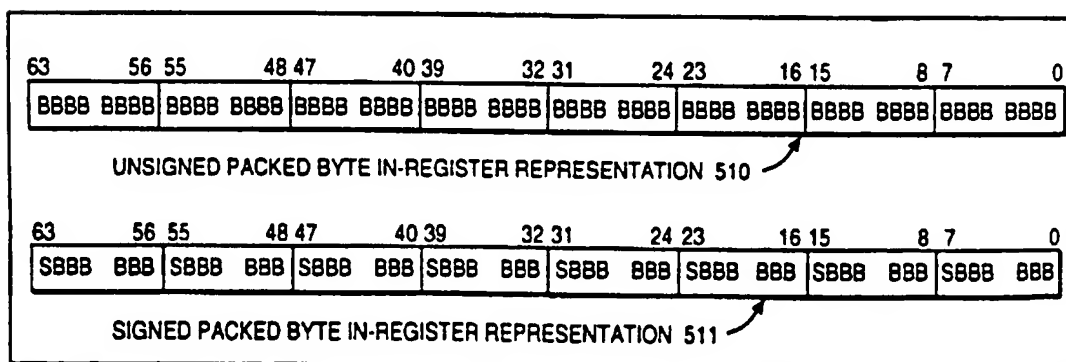 63 56 55 48 47 40 39 32 31 24 23 16 15 8 7 0
BBBB BBBB BBBB BBBB BBBB BBBB BBBB BBBB BBBB BBBB BBBB BBBB BBBB BBBB BBBB BBBB
UNSIGNED PACKED BYTE IN-REGISTER REPRESENTATION 510
63 56 55 48 47 40 39 32 31 24 23 16 15 8 7 0
SBBB BBB SBBB BBB SBBB BBB SBBB BBB SBBB BBB SBBB BBB SBBB BBB SBBB BBB
SIGNED PACKED BYTE IN-REGISTER REPRESENTATION 511